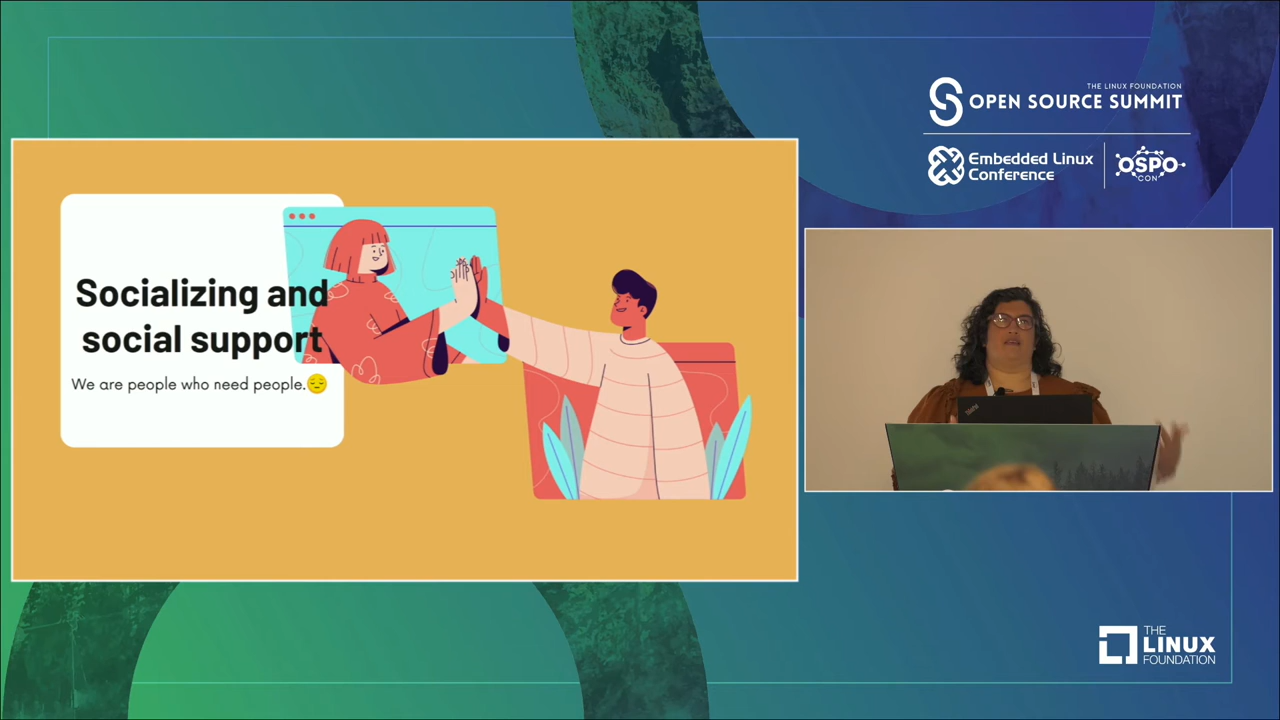 THE LINUX FOUNDATION
OPEN SOURCE SUMMIT
Embedded Linux
Conference
OSPO
CON
Socializing and
social support
We are people who need people.😔
ThinkPad
THE
LINUX
FOUNDATION